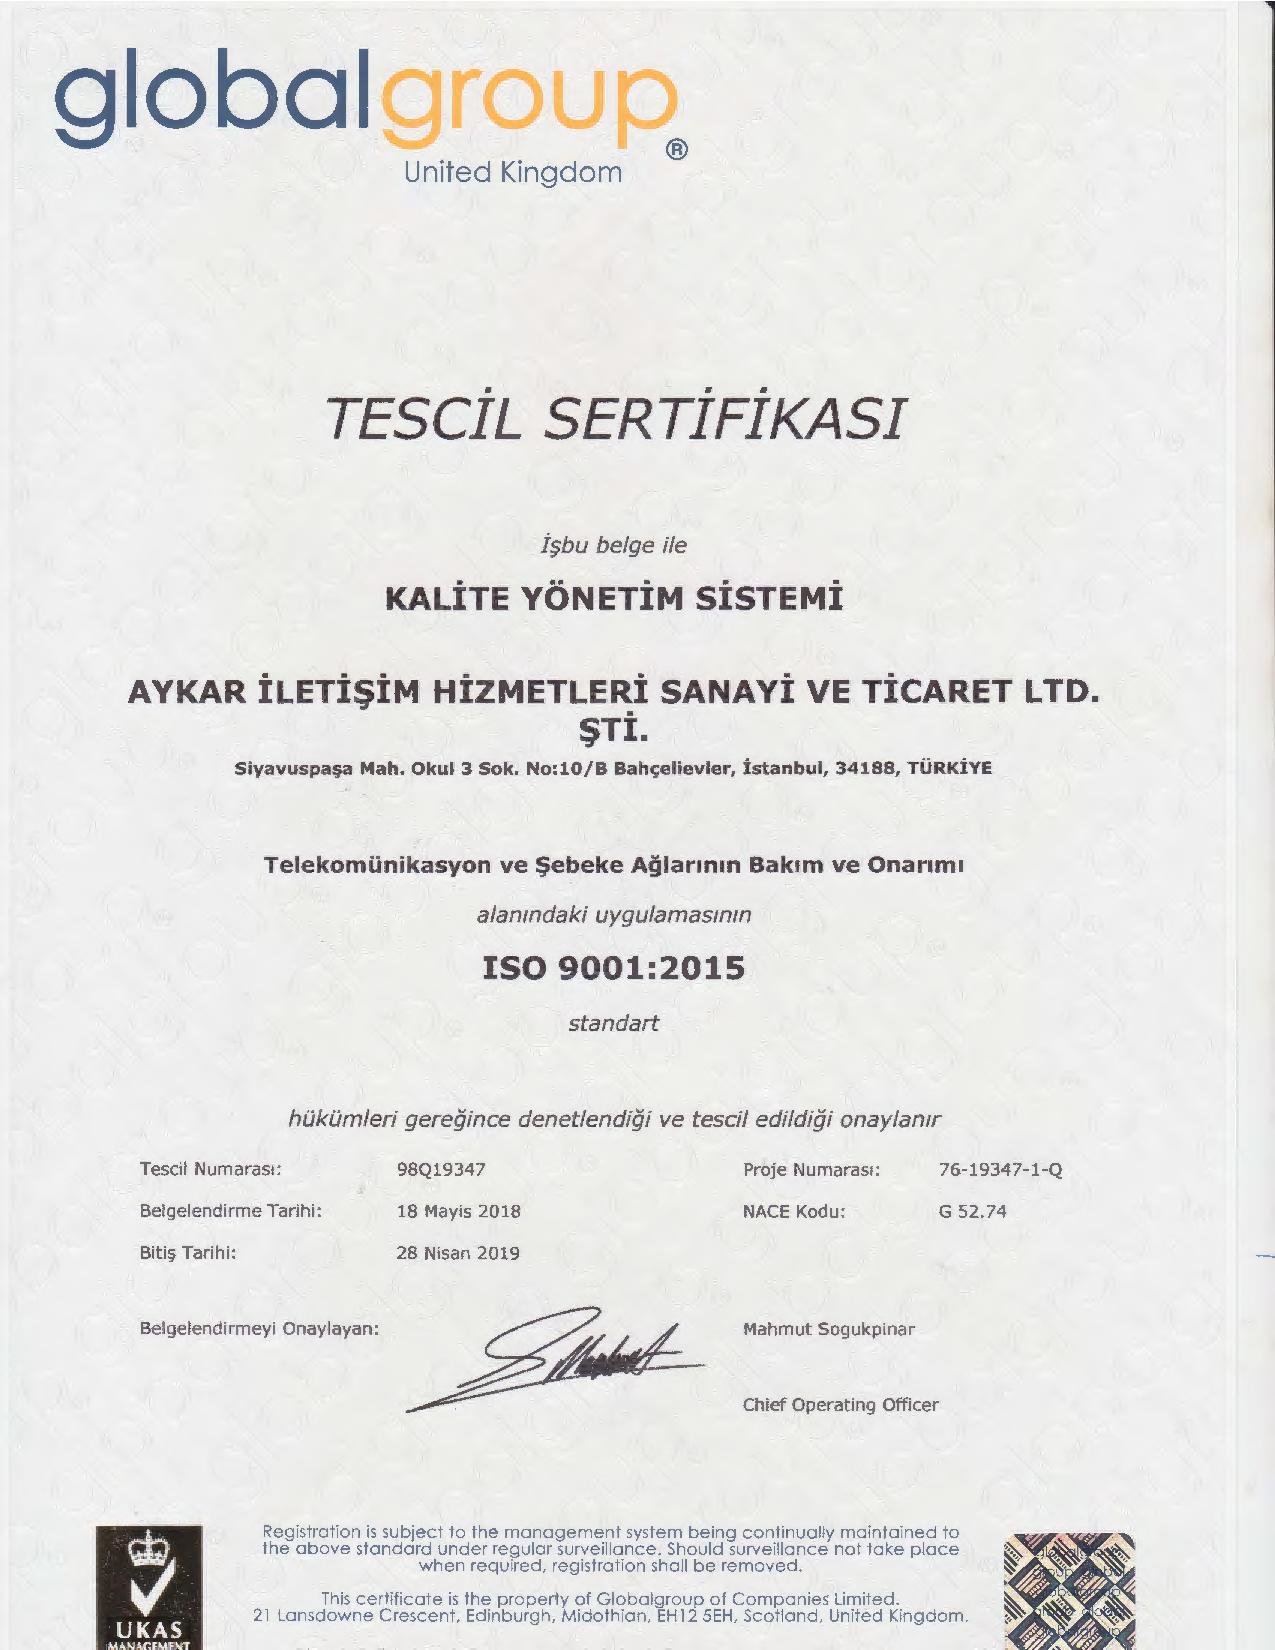 globalgroup®
United Kingdom
TESCİL SERTİFİKASI
İşbu belge ile
KALİTE YÖNETİM SİSTEMİ
AYKAR İLETİŞİM HİZMETLERİ SANAYİ VE TİCARET LTD.
ŞTİ.
Siyavuspaşa Mah. Okul 3 Sok. No:10/B Bahçelievler, İstanbul, 34188, TÜRKİYE
Telekomünikasyon ve Şebeke Ağlarının Bakım ve Onarımı
alanındaki uygulamasının
ISO 9001:2015
standart
hükümleri gereğince denetlendiği ve tescil edildiği onaylanır
Tescil Numarası: 98Q19347 Proje Numarası: 76-19347-1-Q
Belgelendirme Tarihi: 18 Mayis 2018 NACE Kodu: G 52.74
Bitiş Tarihi: 28 Nisan 2019
Belgelendirmeyi Onaylayan: Mahmut Sogukpinar
Chief Operating Officer
Registration is subject to the management system being continually maintained to
the above standard under regular surveillance. Should surveillance not take place
when required, registration shall be removed.
This certificate is the property of Globalgroup of Companies Limited.
21 Lansdowne Crescent, Edinburgh, Midothian, EH12 5EH, Scotland, United Kingdom.
UKAS
MANAGEMENT